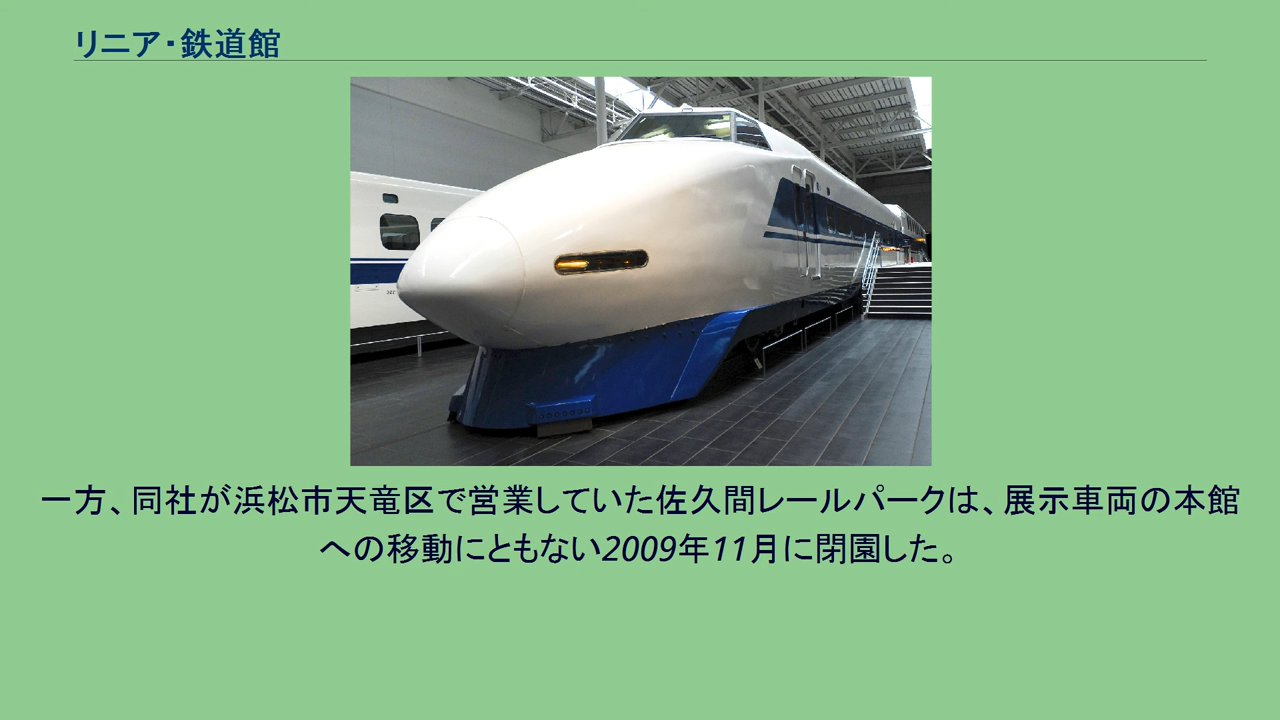 リニア・鉄道館
一方、同社が浜松市天竜区で営業していた佐久間レールパークは、展示車両の本館
への移動にともない2009年11月に閉園した。